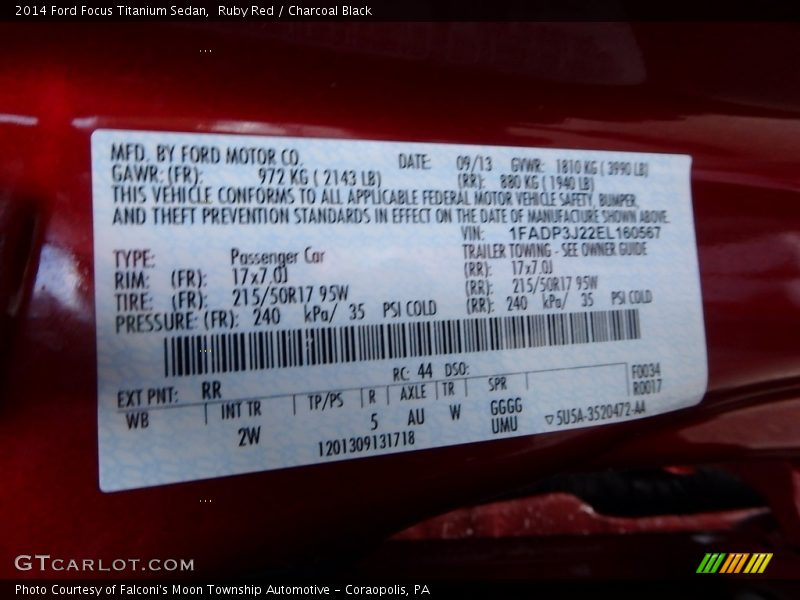 2014 Ford Focus Titanium Sedan,  Ruby Red / Charcoal Black
MFD. BY FORD MOTOR CO. DATE: 09/13 GVWR: 1810 KG ( 3990 LB)
GAWR: (FR): 972 KG ( 2143 LB) (RR): 880 KG ( 1940 LB)
THIS VEHICLE CONFORMS TO ALL APPLICABLE FEDERAL MOTOR VEHICLE SAFETY, BUMPER,
AND THEFT PREVENTION STANDARDS IN EFFECT ON THE DATE OF MANUFACTURE SHOWN ABOVE.
VIN: 1FADP3J22EL160567
TYPE: Passenger Car TRAILER TOWING - SEE OWNER GUIDE
RIM: (FR): 17x7.0J (RR): 17x7.0J
TIRE: (FR): 215/50R17 95W (RR): 215/50R17 95W
PRESSURE: (FR): 240 kPa/ 35 PSI COLD (RR): 240 kPa/ 35 PSI COLD
EXT PNT: RR RC: 44 DSO: F0034
R0017
WB INT TR TP/PS R AXLE TR SPR
2W 5 AU W GGGG ▽5U5A-3520472-AA
UMU
1201309131718
GTCARLOT.COM
Photo Courtesy of Falconi's Moon Township Automotive - Coraopolis, PA